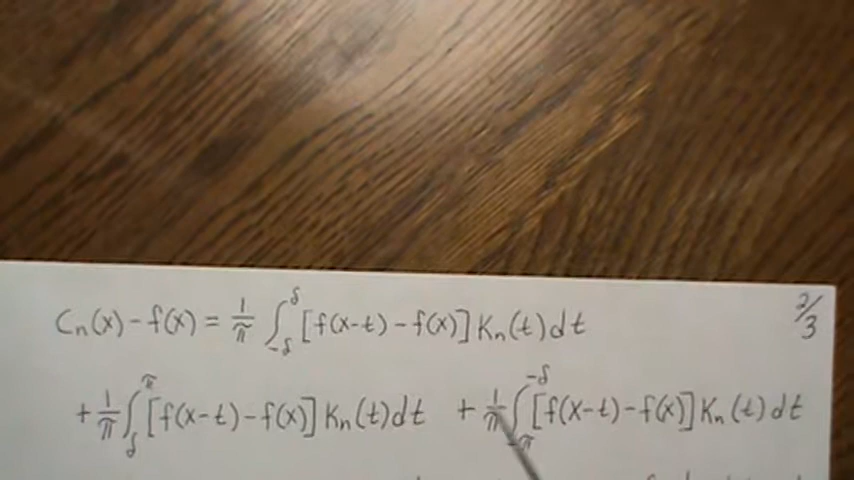 2/3
Cn(x) - f(x) = 1/π ∫_{-δ}^{δ} [f(x-t) - f(x)] Kn(t) dt
+ 1/π ∫_{δ}^{π} [f(x-t) - f(x)] Kn(t) dt + 1/π ∫_{-π}^{-δ} [f(x-t) - f(x)] Kn(t) dt